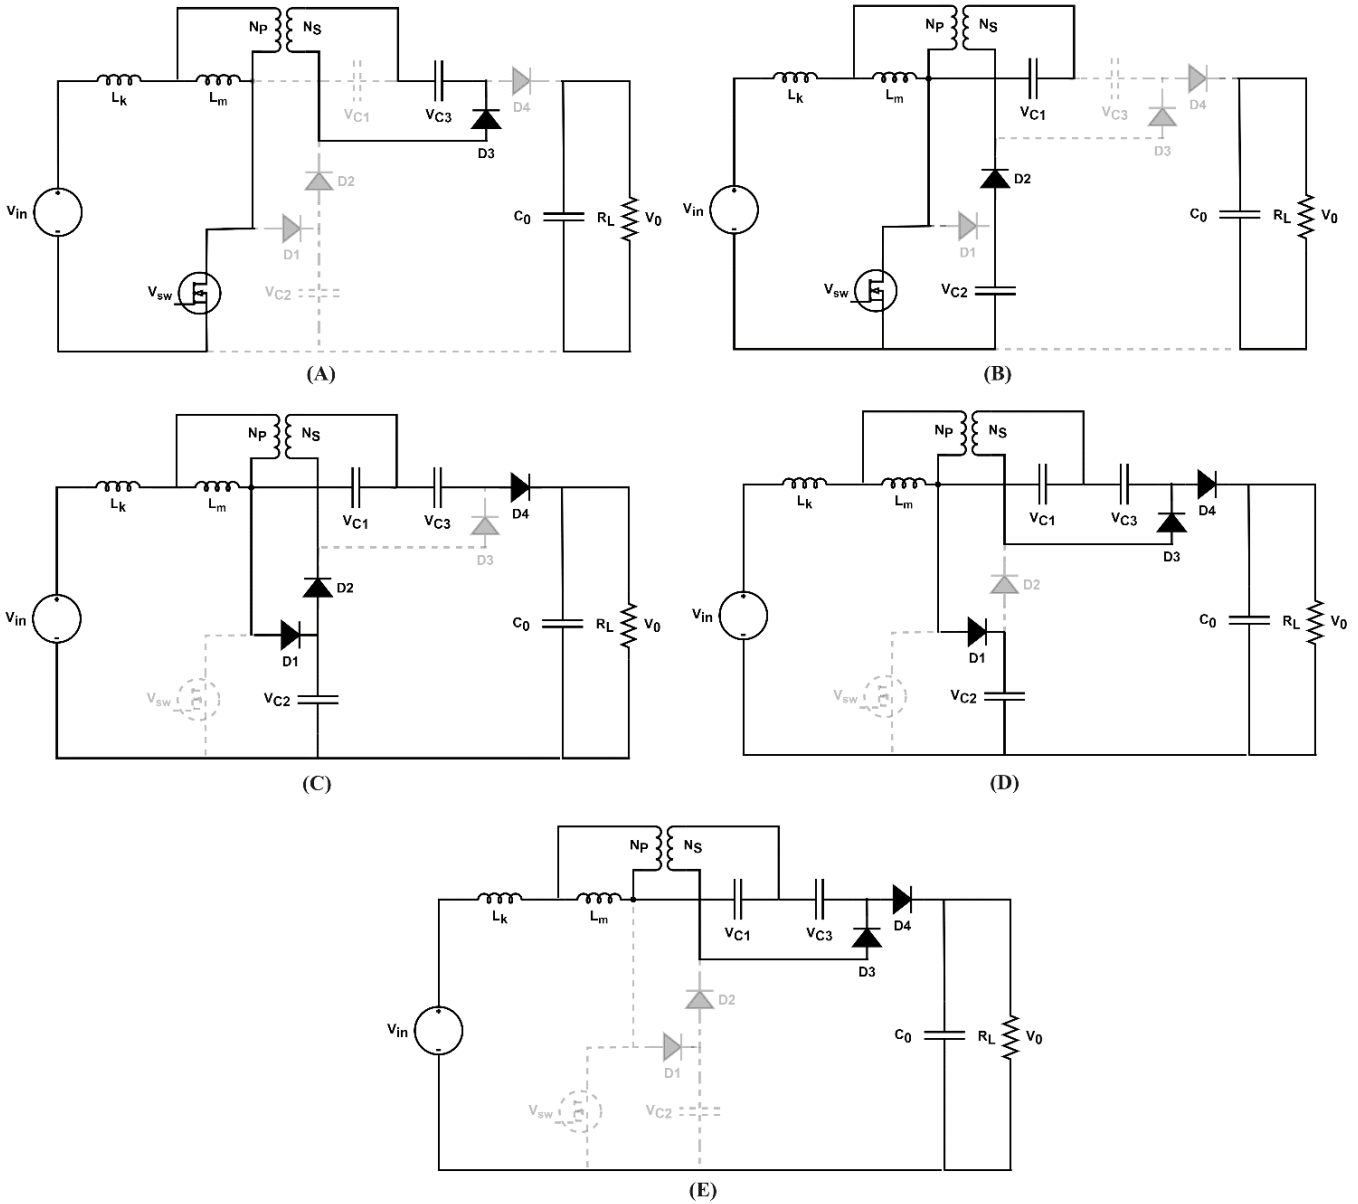 NP NS
Lk Lm VC1 VC3 D4
D3
D2
Vin C0 RL V0
D1
Vsw VC2
(A)
NP NS
Lk Lm VC1 VC3 D4
D3
D2
Vin C0 RL V0
D1
Vsw VC2
(B)
NP NS
Lk Lm VC1 VC3 D4
D3
D2
Vin C0 RL V0
D1
Vsw VC2
(C)
NP NS
Lk Lm VC1 VC3 D4
D3
D2
Vin C0 RL V0
D1
Vsw VC2
(D)
NP NS
Lk Lm VC1 VC3 D4
D3
D2
Vin C0 RL V0
D1
Vsw VC2
(E)